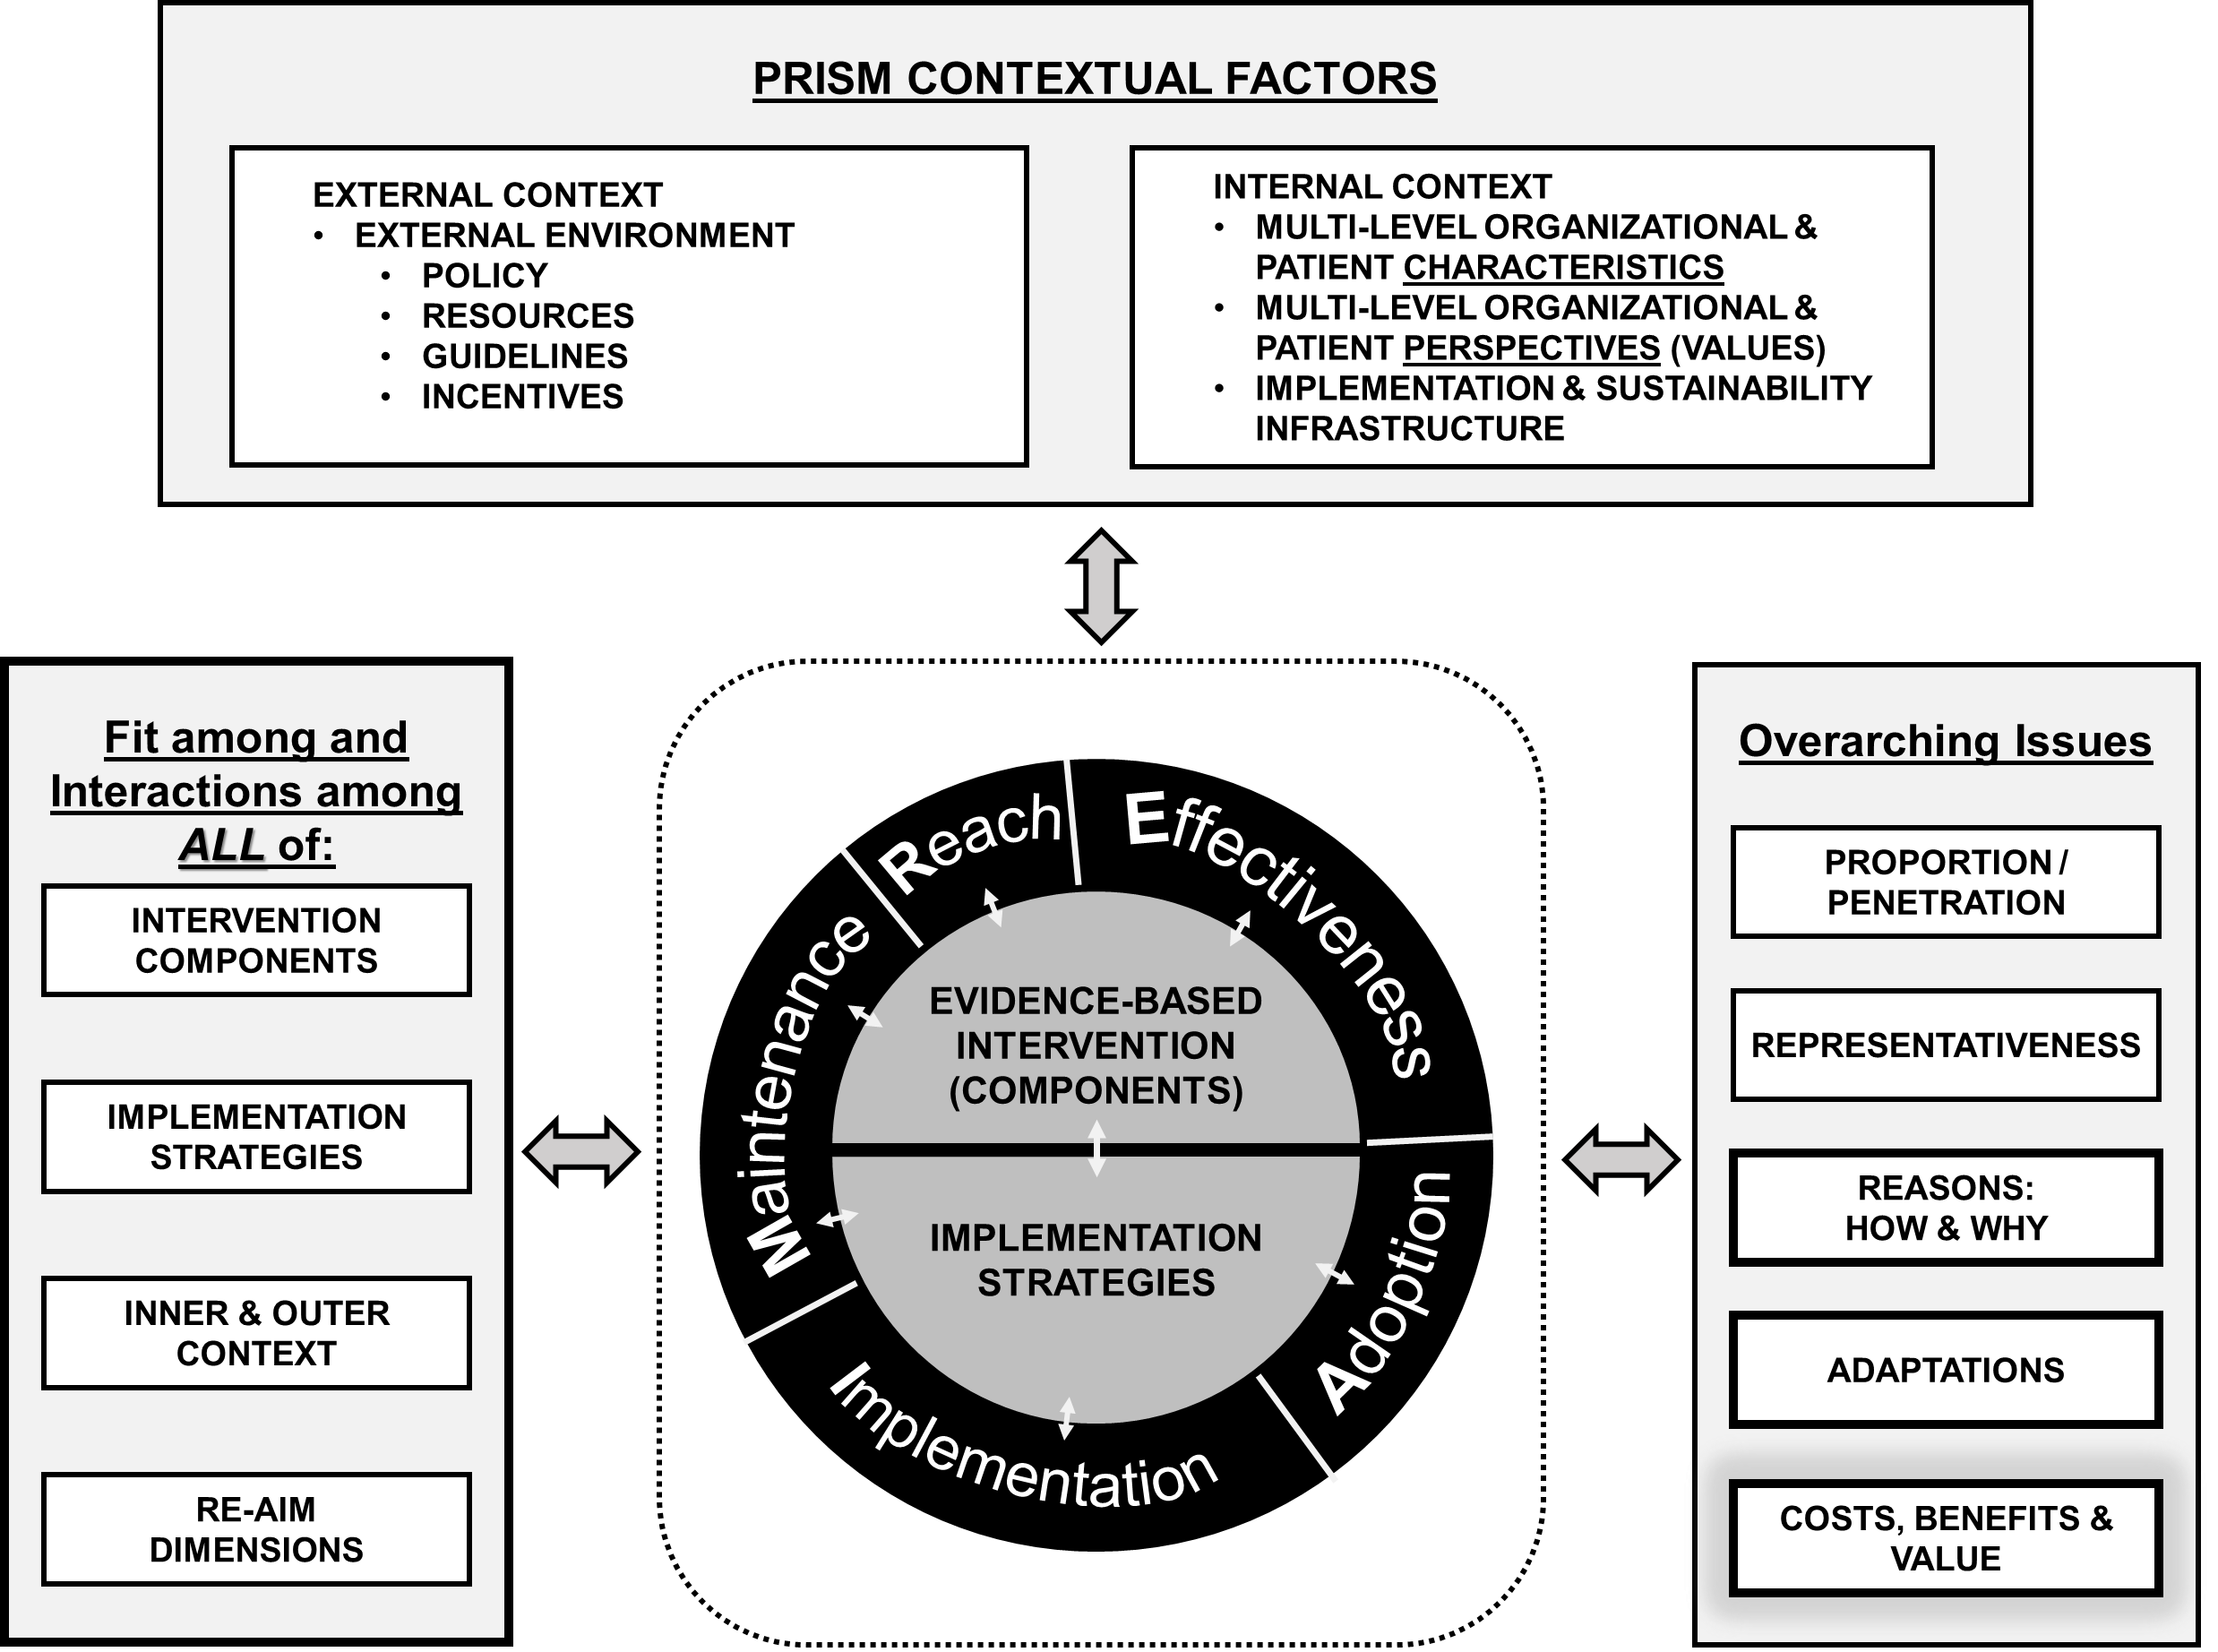 PRISM CONTEXTUAL FACTORS
EXTERNAL CONTEXT
• EXTERNAL ENVIRONMENT
• POLICY
• RESOURCES
• GUIDELINES
• INCENTIVES
INTERNAL CONTEXT
• MULTI-LEVEL ORGANIZATIONAL &
PATIENT CHARACTERISTICS
• MULTI-LEVEL ORGANIZATIONAL &
PATIENT PERSPECTIVES (VALUES)
• IMPLEMENTATION & SUSTAINABILITY
INFRASTRUCTURE
Fit among and
Interactions among
ALL of:
INTERVENTION
COMPONENTS
IMPLEMENTATION
STRATEGIES
INNER & OUTER
CONTEXT
RE-AIM
DIMENSIONS
Reach
Effectiveness
Adoption
Implementation
Maintenance
EVIDENCE-BASED
INTERVENTION
(COMPONENTS)
IMPLEMENTATION
STRATEGIES
Overarching Issues
PROPORTION /
PENETRATION
REPRESENTATIVENESS
REASONS:
HOW & WHY
ADAPTATIONS
COSTS, BENEFITS &
VALUE